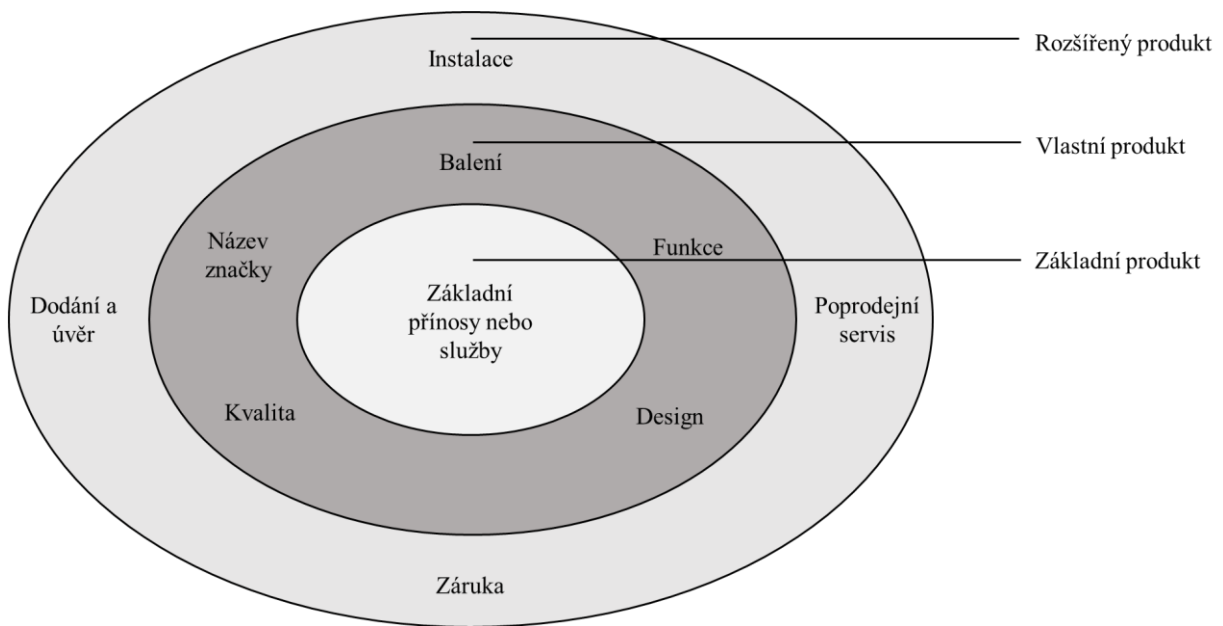 Instalace
Rozšířený produkt
Balení
Vlastní produkt
Název
značky
Funkce
Základní produkt
Dodání a
úvěr
Základní
přínosy nebo
služby
Poprodejní
servis
Kvalita
Design
Záruka